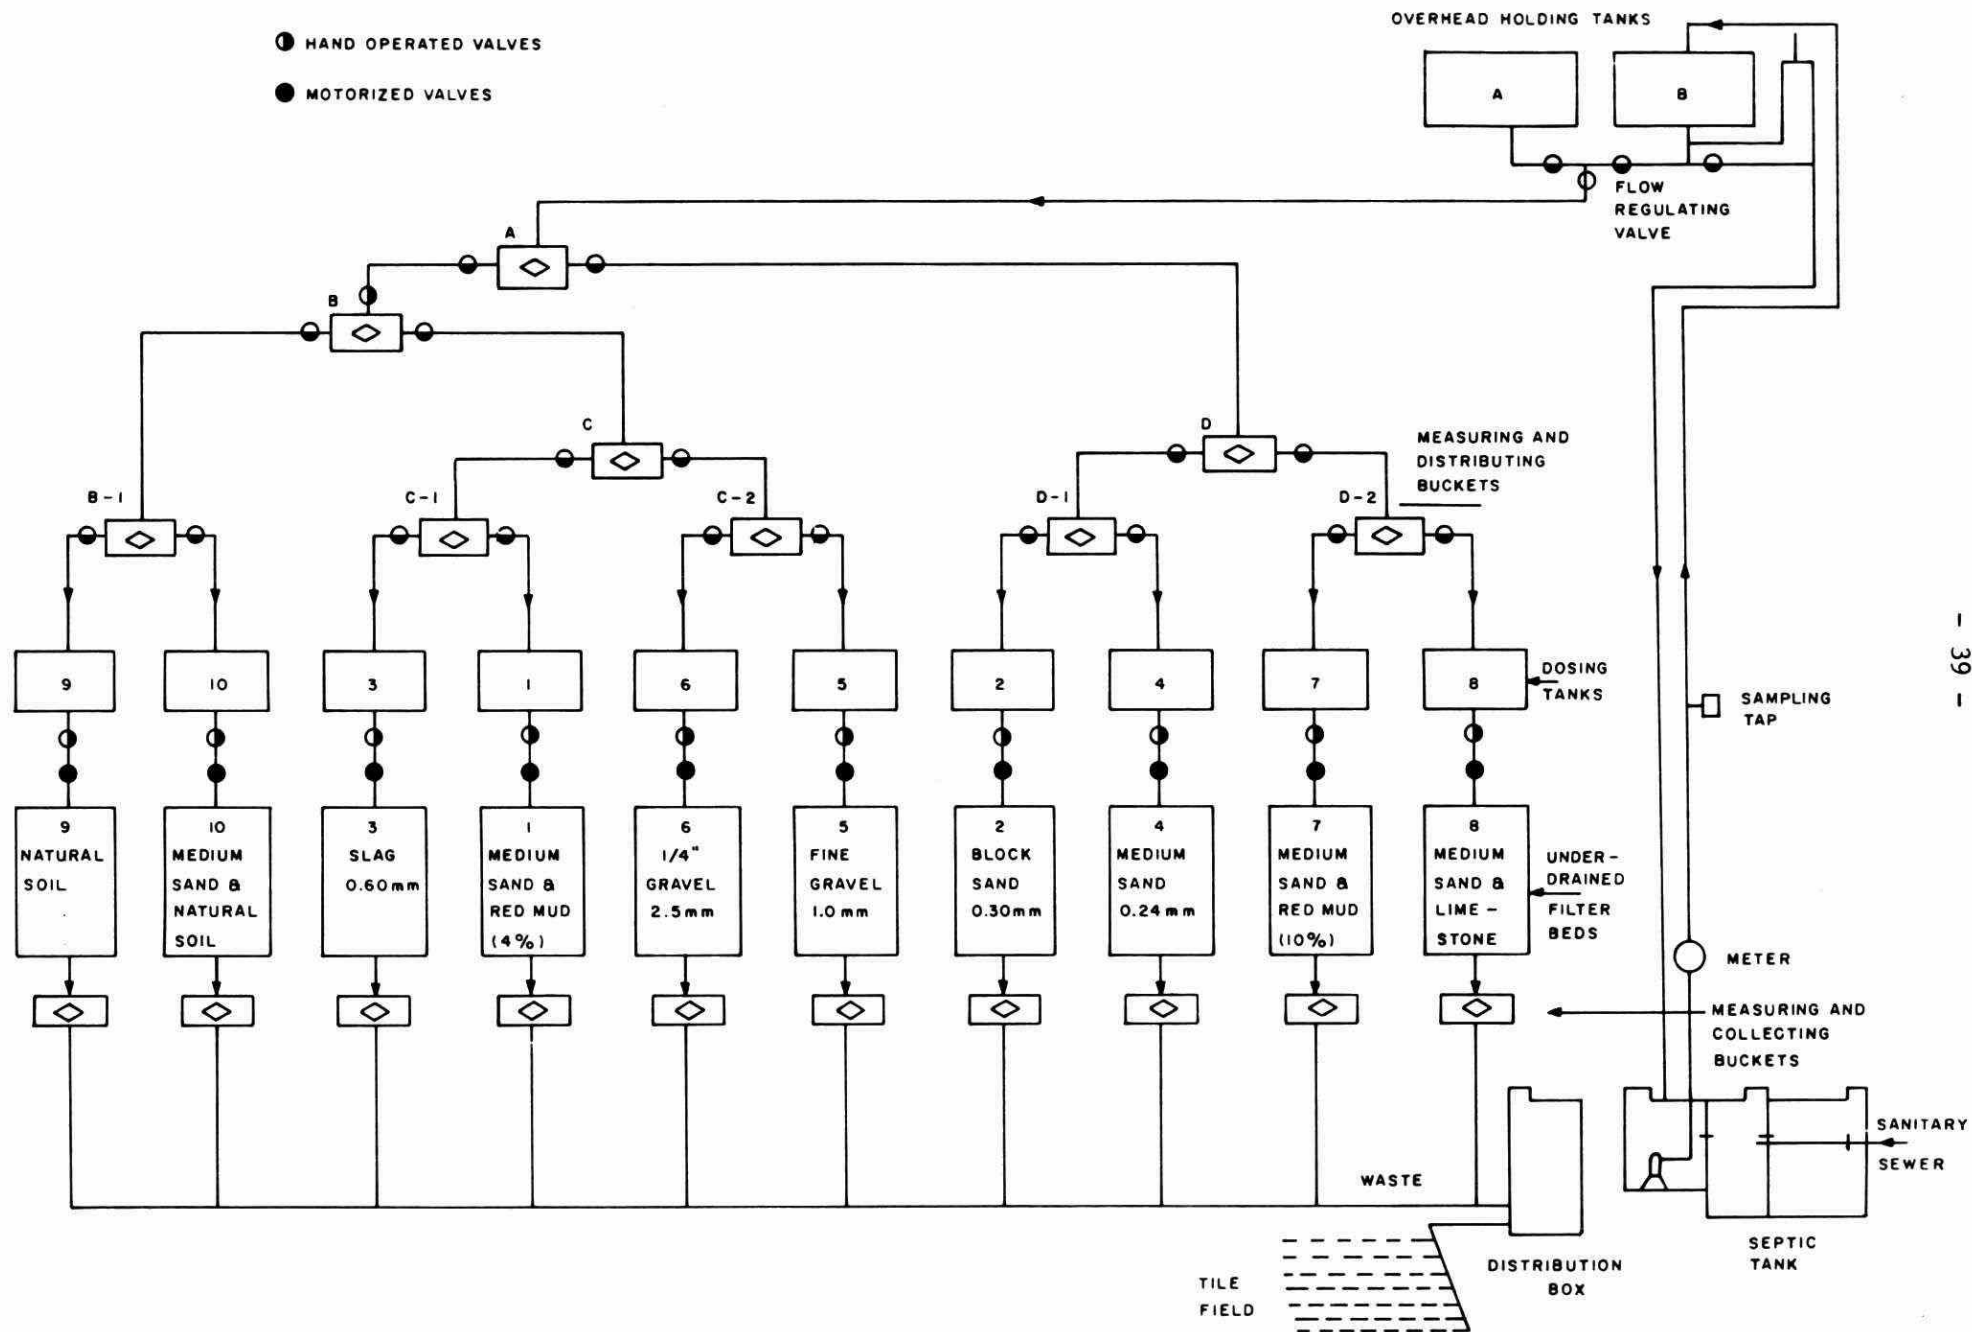 OVERHEAD HOLDING TANKS
HAND OPERATED VALVES
MOTORIZED VALVES
A
B
FLOW
REGULATING
VALVE
A
B
C
D
MEASURING AND
DISTRIBUTING
BUCKETS
B-1
C-1
C-2
D-1
D-2
9
10
3
1
6
5
2
4
7
8
DOSING
TANKS
SAMPLING
TAP
- 39 -
9
NATURAL
SOIL
10
MEDIUM
SAND &
NATURAL
SOIL
3
SLAG
0.60mm
1
MEDIUM
SAND &
RED MUD
(4%)
6
1/4"
GRAVEL
2.5mm
5
FINE
GRAVEL
1.0mm
2
BLOCK
SAND
0.30mm
4
MEDIUM
SAND
0.24mm
7
MEDIUM
SAND &
RED MUD
(10%)
8
MEDIUM
SAND &
LIME-
STONE
UNDER-
DRAINED
FILTER
BEDS
METER
MEASURING AND
COLLECTING
BUCKETS
SANITARY
SEWER
WASTE
SEPTIC
TANK
DISTRIBUTION
BOX
TILE
FIELD